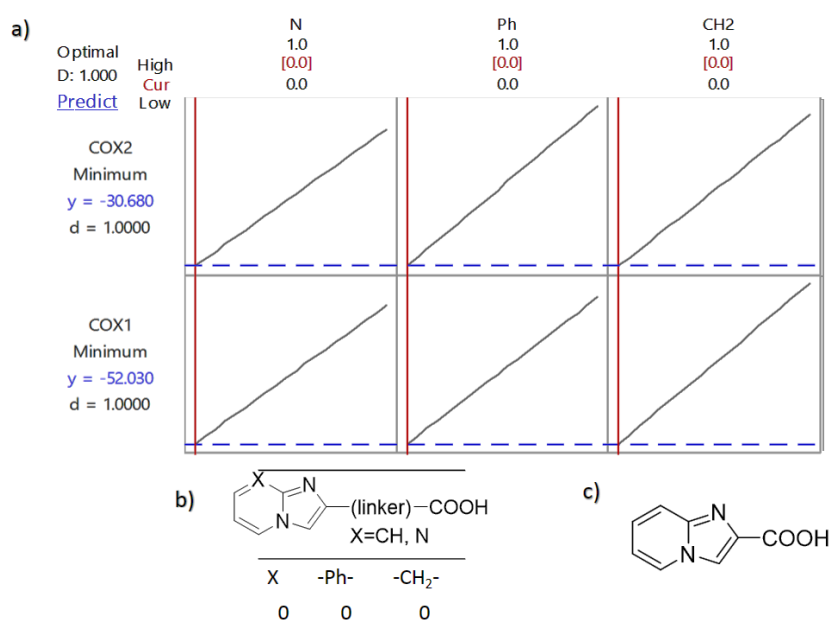 a)
N Ph CH2
Optimal High 1.0 1.0 1.0
D: 1.000 Cur [0.0] [0.0] [0.0]
Predict Low 0.0 0.0 0.0
COX2
Minimum
y = -30.680
d = 1.0000
COX1
Minimum
y = -52.030
d = 1.0000
b)
X N
N (linker) COOH
X=CH, N
X -Ph- -CH₂-
0 0 0
c)
N
N COOH